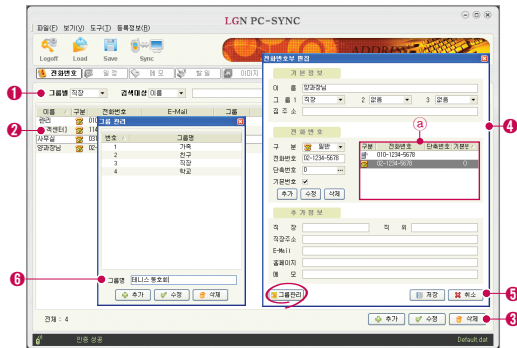 LGN PC-SYNC
파일(F) 보기(V) 도구(T) 등록정보(R)
Logoff Load Save Sync
ADDRESS
전화번호 일 정 메 모 할 일 이미지
❶ 그룹별 직장 검색대상 이름
이름 구분 전화번호 E-Mail 그룹
❷ 관리 010
객센터] 114
사무실 031
양과장님 02-
그룹 관리
번호 그룹명
1 가족
2 친구
3 직장
4 학교
❻ 그룹명 테니스 동호회
추가 수정 삭제
전화번호부 편집
기 본 정 보
이 름 양과장님
그 룹 1 직장 2 없음 3 없음
집 주 소
❹
전 화 번 호
ⓐ
구 분 일반
전화번호 02-1234-5678
단축번호 0 ...
기본번호
추가 수정 삭제
구분 전화번호 단축번호 기본
010-1234-5678
02-1234-5678 0
추 가 정 보
직 장 직 위
직장주소
E-Mail
홈페이지
메 모
그룹관리 저장 취소 ❺
전체 : 4 추가 수정 삭제 ❸
인증 성공 Default.dat